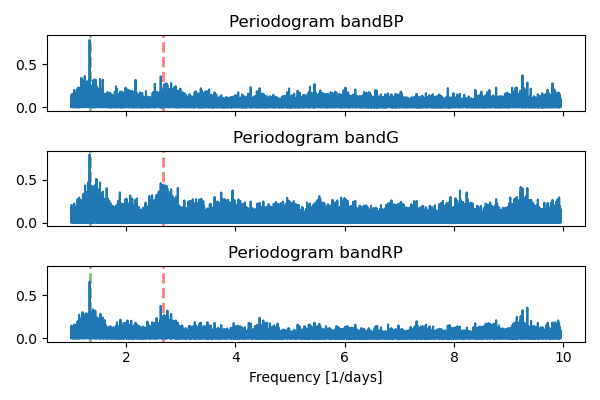 Periodogram bandBP
0.5
0.0
Periodogram bandG
0.5
0.0
Periodogram bandRP
0.5
0.0
2 4 6 8 10
Frequency [1/days]